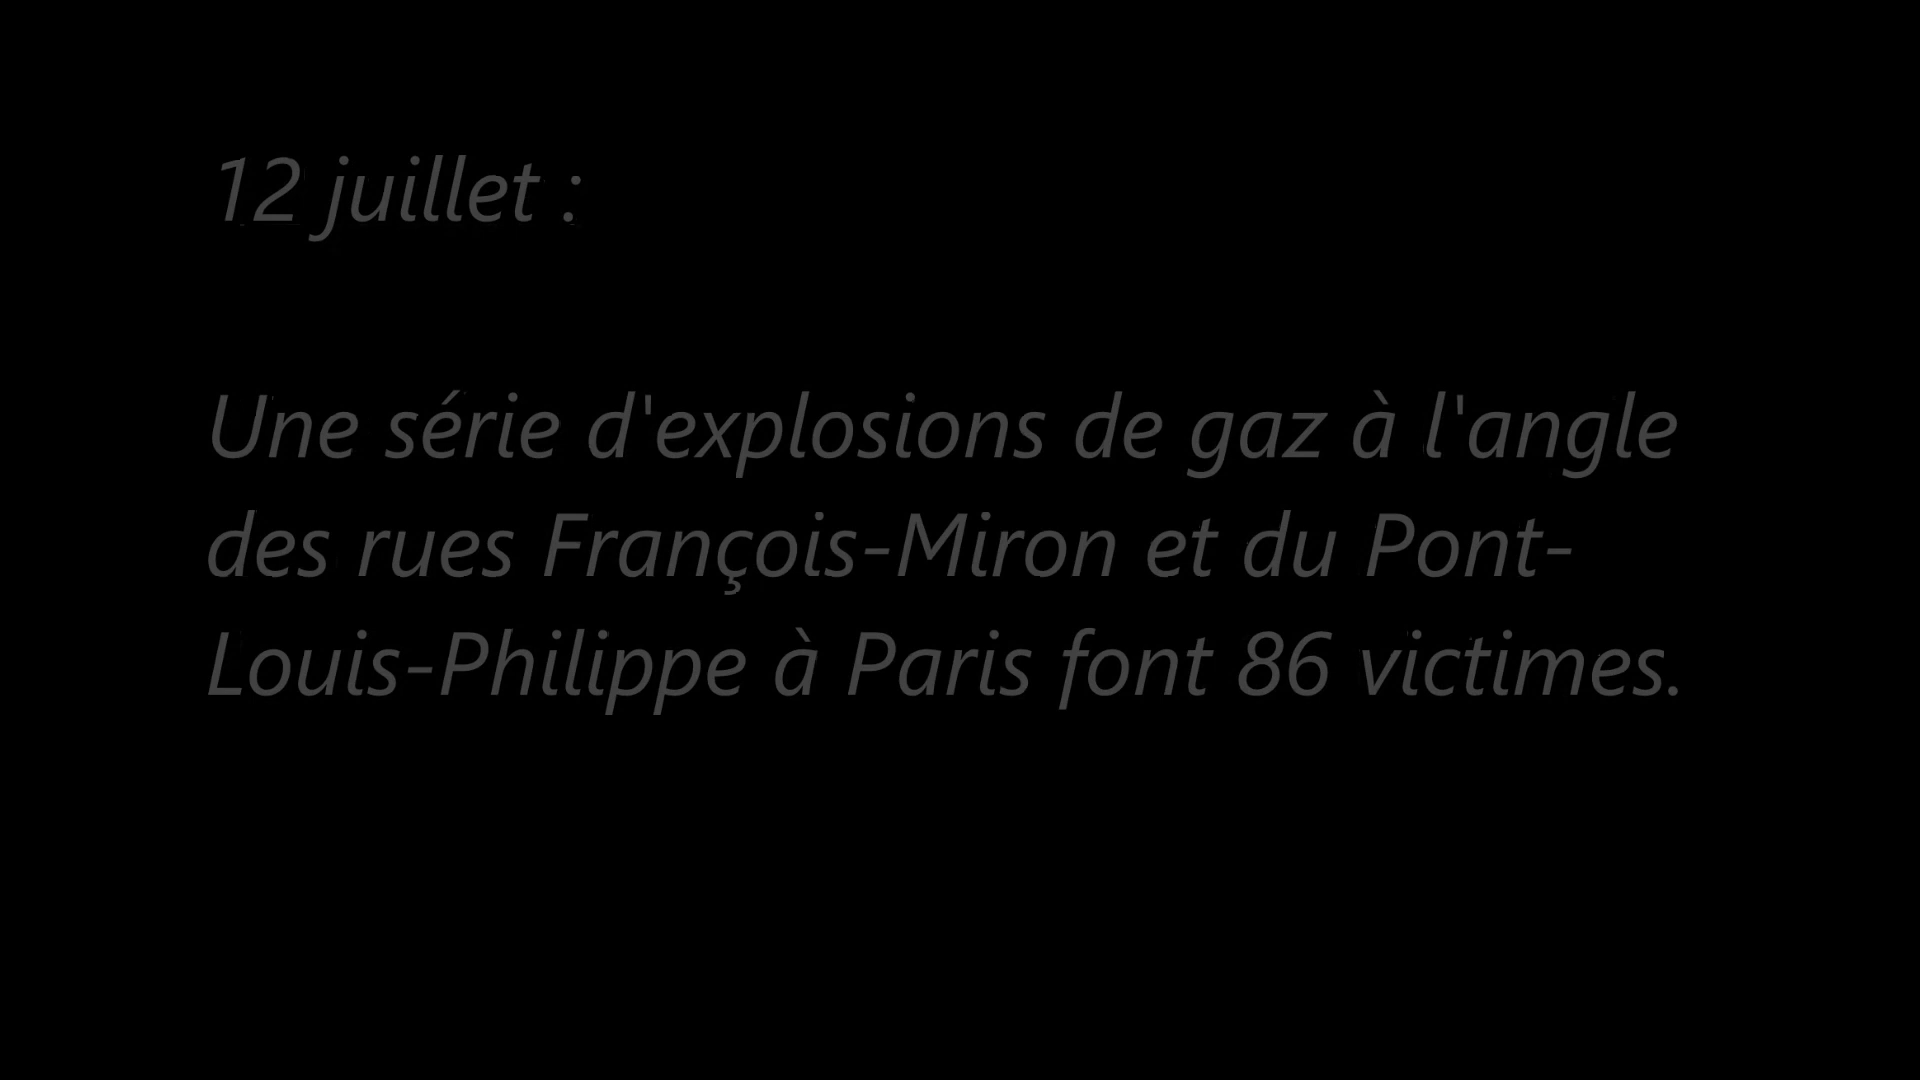 12 juillet :
Une série d'explosions de gaz à l'angle
des rues François-Miron et du Pont-
Louis-Philippe à Paris font 86 victimes.